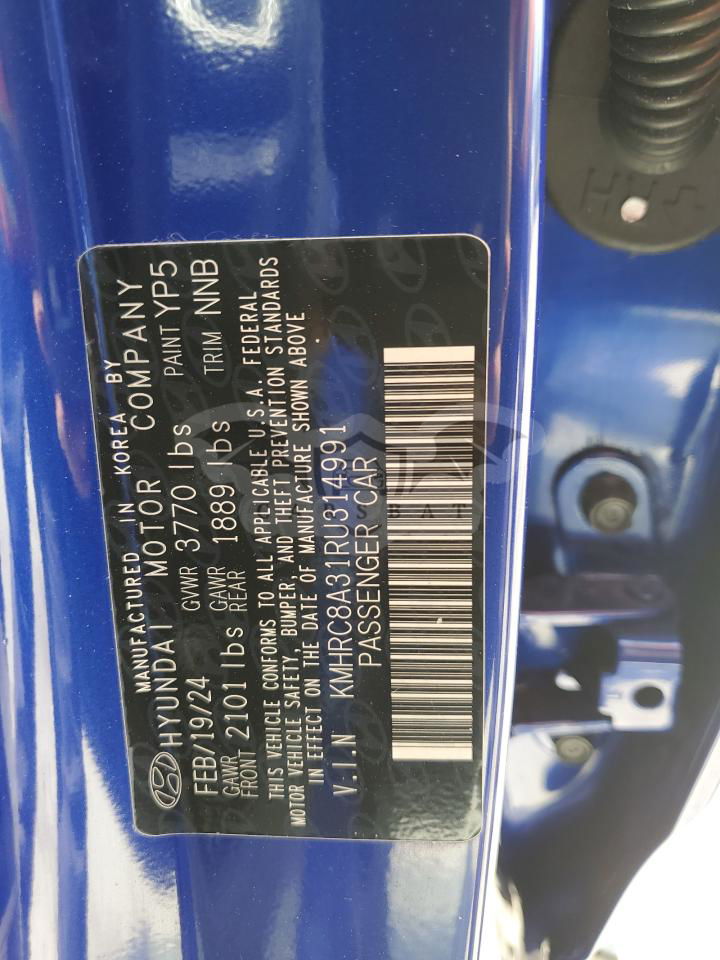 MANUFACTURED IN KOREA BY
HYUNDAI MOTOR COMPANY
FEB/19/24 GVWR 3770 lbs PAINT YP5
GAWR FRONT 2101 lbs GAWR REAR 1889 lbs TRIM NNB
THIS VEHICLE CONFORMS TO ALL APPLICABLE U.S.A. FEDERAL
MOTOR VEHICLE SAFETY, BUMPER, AND THEFT PREVENTION STANDARDS
IN EFFECT ON THE DATE OF MANUFACTURE SHOWN ABOVE
V.I.N KMHRC8A31RU314991
PASSENGER CAR